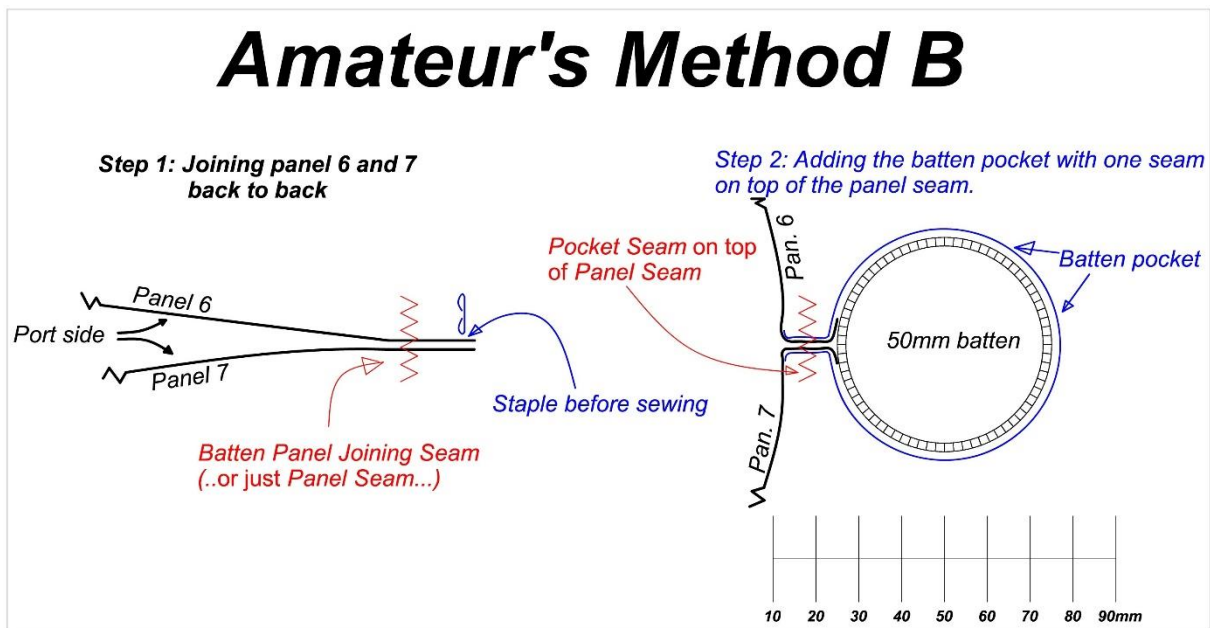 Amateur's Method B
Step 1: Joining panel 6 and 7
back to back
Panel 6
Port side
Panel 7
Staple before sewing
Batten Panel Joining Seam
(..or just Panel Seam...)
Step 2: Adding the batten pocket with one seam
on top of the panel seam.
Pan. 6
Pocket Seam on top
of Panel Seam
Batten pocket
50mm batten
Pan. 7
10 20 30 40 50 60 70 80 90mm